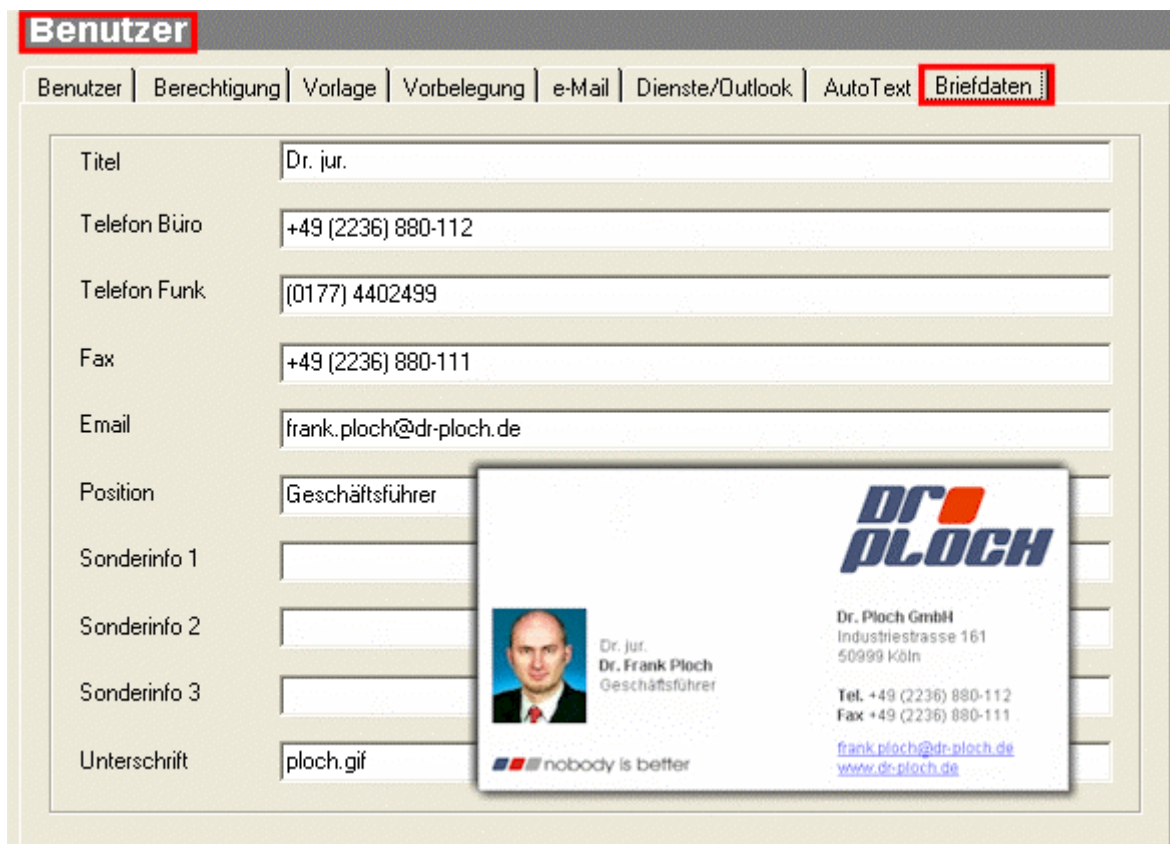 Benutzer
Benutzer Berechtigung Vorlage Vorbelegung e-Mail Dienste/Outlook AutoText Briefdaten
Titel Dr. jur.
Telefon Büro +49 (2236) 880-112
Telefon Funk (0177) 4402499
Fax +49 (2236) 880-111
Email frank.ploch@dr-ploch.de
Position Geschäftsführer
Sonderinfo 1
Sonderinfo 2
Sonderinfo 3
Unterschrift ploch.gif
Dr
PLOCH
Dr. jur.
Dr. Frank Ploch
Geschäftsführer
nobody is better
Dr. Ploch GmbH
Industriestrasse 161
50999 Köln
Tel. +49 (2236) 880-112
Fax +49 (2236) 880-111
frank.ploch@dr-ploch.de
www.dr-ploch.de